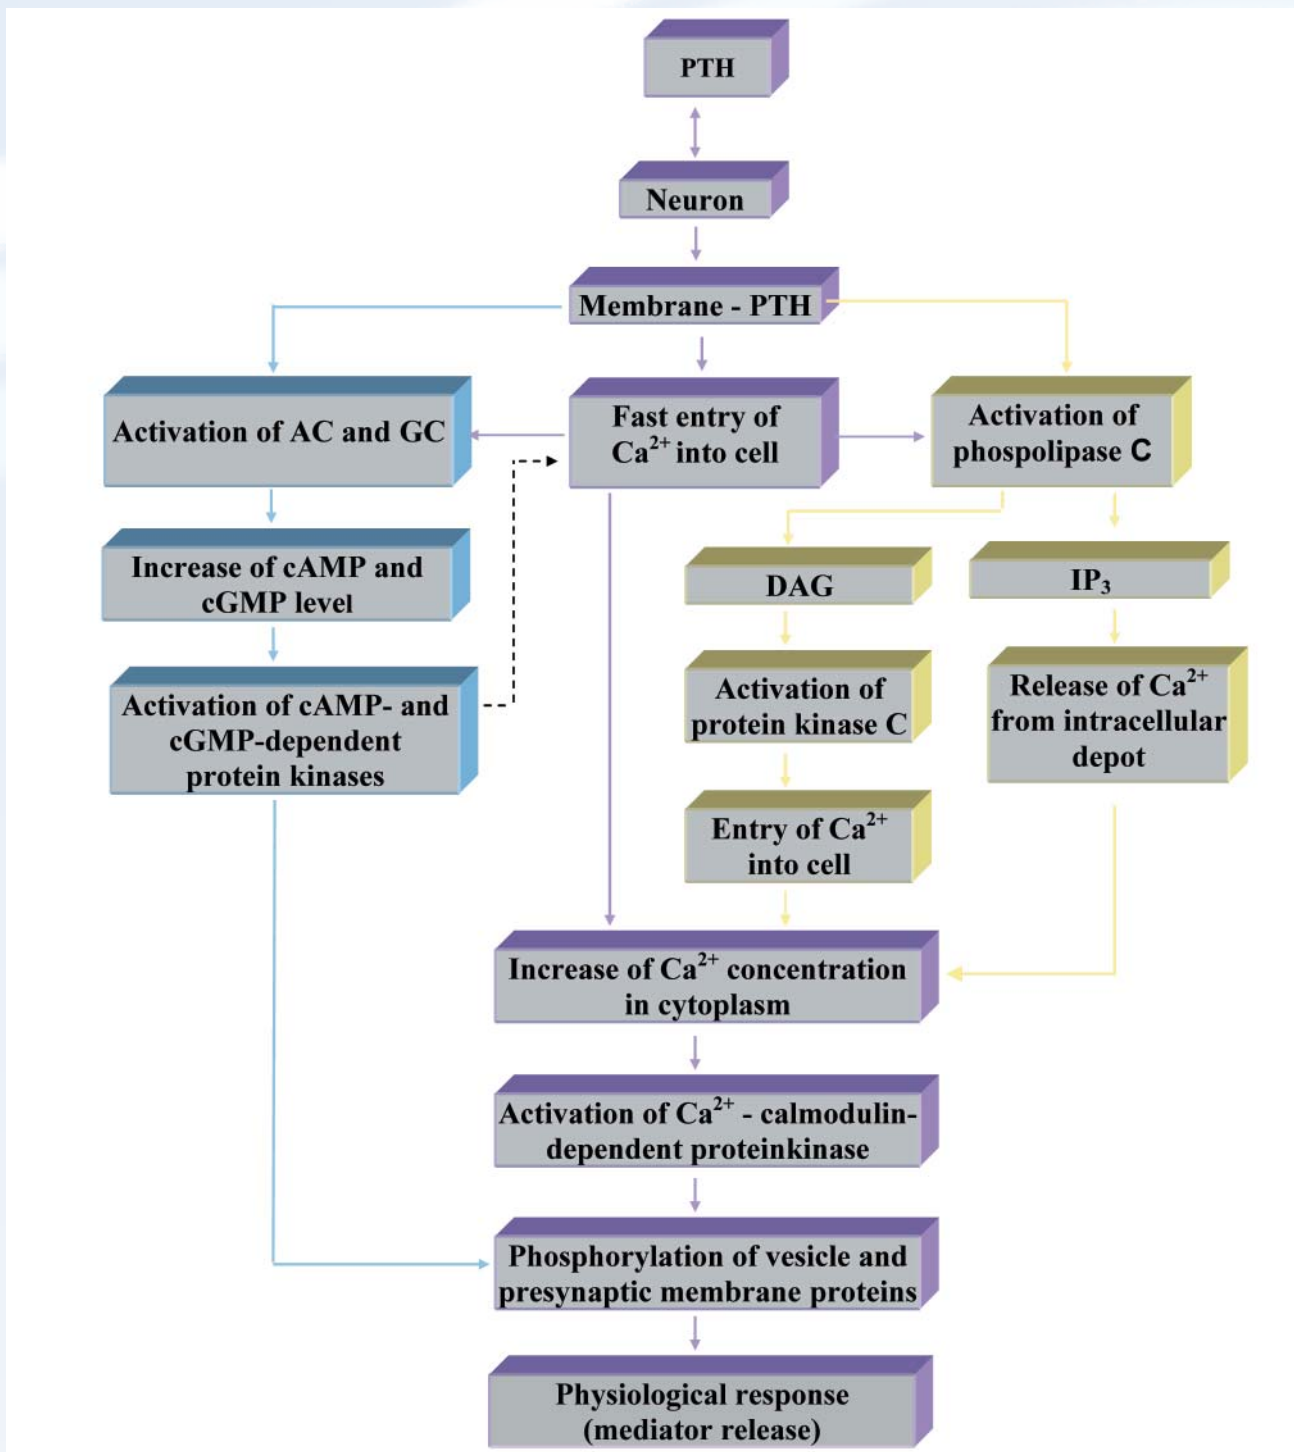 PTH
Neuron
Membrane - PTH
Activation of AC and GC
Fast entry of
Ca²⁺ into cell
Activation of
phospolipase C
Increase of cAMP and
cGMP level
DAG
IP₃
Activation of cAMP- and
cGMP-dependent
protein kinases
Activation of
protein kinase C
Release of Ca²⁺
from intracellular
depot
Entry of Ca²⁺
into cell
Increase of Ca²⁺ concentration
in cytoplasm
Activation of Ca²⁺ - calmodulin-
dependent proteinkinase
Phosphorylation of vesicle and
presynaptic membrane proteins
Physiological response
(mediator release)